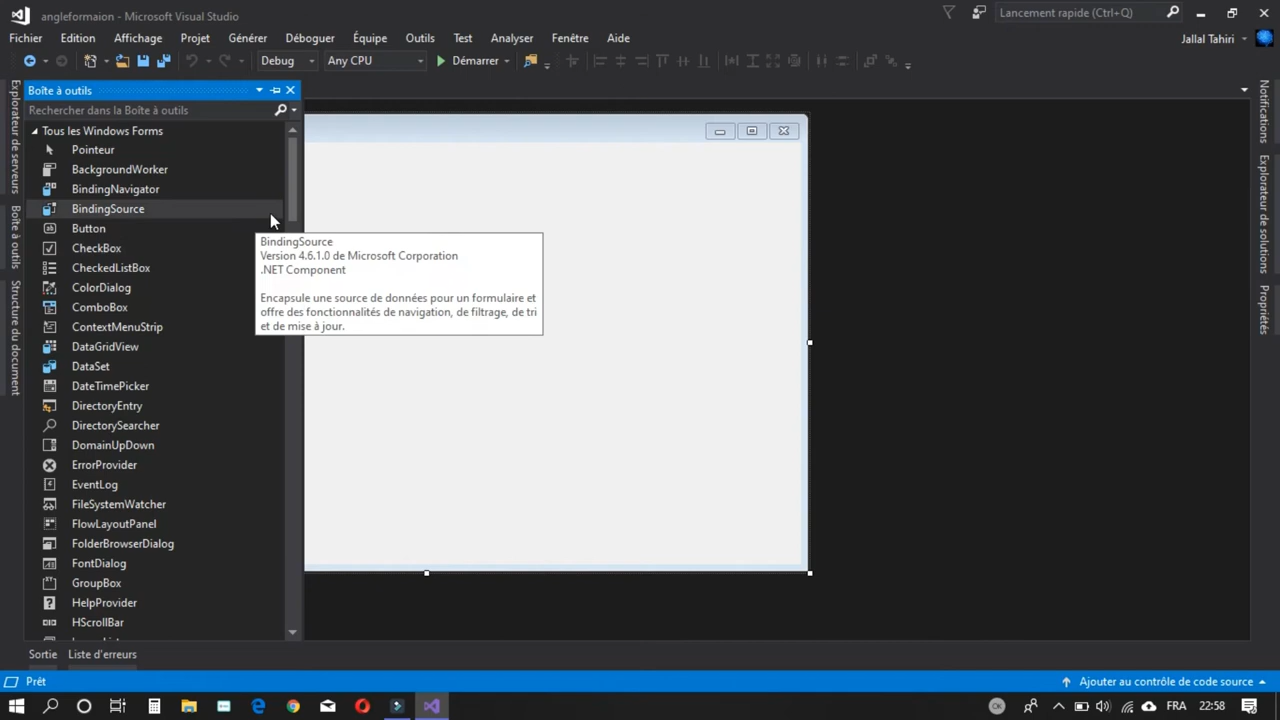 angleformaion - Microsoft Visual Studio
Lancement rapide (Ctrl+Q)
Fichier Edition Affichage Projet Générer Déboguer Équipe Outils Test Analyser Fenêtre Aide
Jallal Tahiri
Debug Any CPU Démarrer
Explorateur de serveurs
Boîte à outils
Structure du document
Boîte à outils
Rechercher dans la Boîte à outils
Tous les Windows Forms
Pointeur
BackgroundWorker
BindingNavigator
BindingSource
Button
CheckBox
CheckedListBox
ColorDialog
ComboBox
ContextMenuStrip
DataGridView
DataSet
DateTimePicker
DirectoryEntry
DirectorySearcher
DomainUpDown
ErrorProvider
EventLog
FileSystemWatcher
FlowLayoutPanel
FolderBrowserDialog
FontDialog
GroupBox
HelpProvider
HScrollBar
BindingSource
Version 4.6.1.0 de Microsoft Corporation
.NET Component
Encapsule une source de données pour un formulaire et
offre des fonctionnalités de navigation, de filtrage, de tri
et de mise à jour.
Notifications
Explorateur de solutions
Propriétés
Sortie Liste d'erreurs
Prêt
Ajouter au contrôle de code source
FRA 22:58